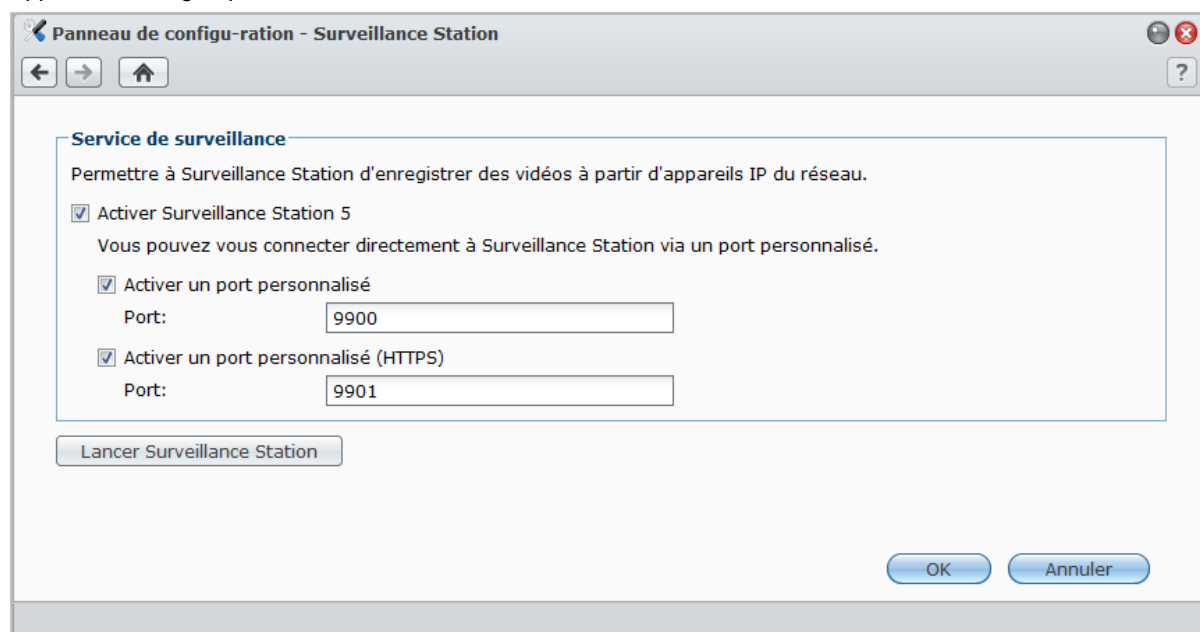 Panneau de configu-ration - Surveillance Station
?
Service de surveillance
Permettre à Surveillance Station d'enregistrer des vidéos à partir d'appareils IP du réseau.
Activer Surveillance Station 5
Vous pouvez vous connecter directement à Surveillance Station via un port personnalisé.
Activer un port personnalisé
Port: 9900
Activer un port personnalisé (HTTPS)
Port: 9901
Lancer Surveillance Station
OK Annuler